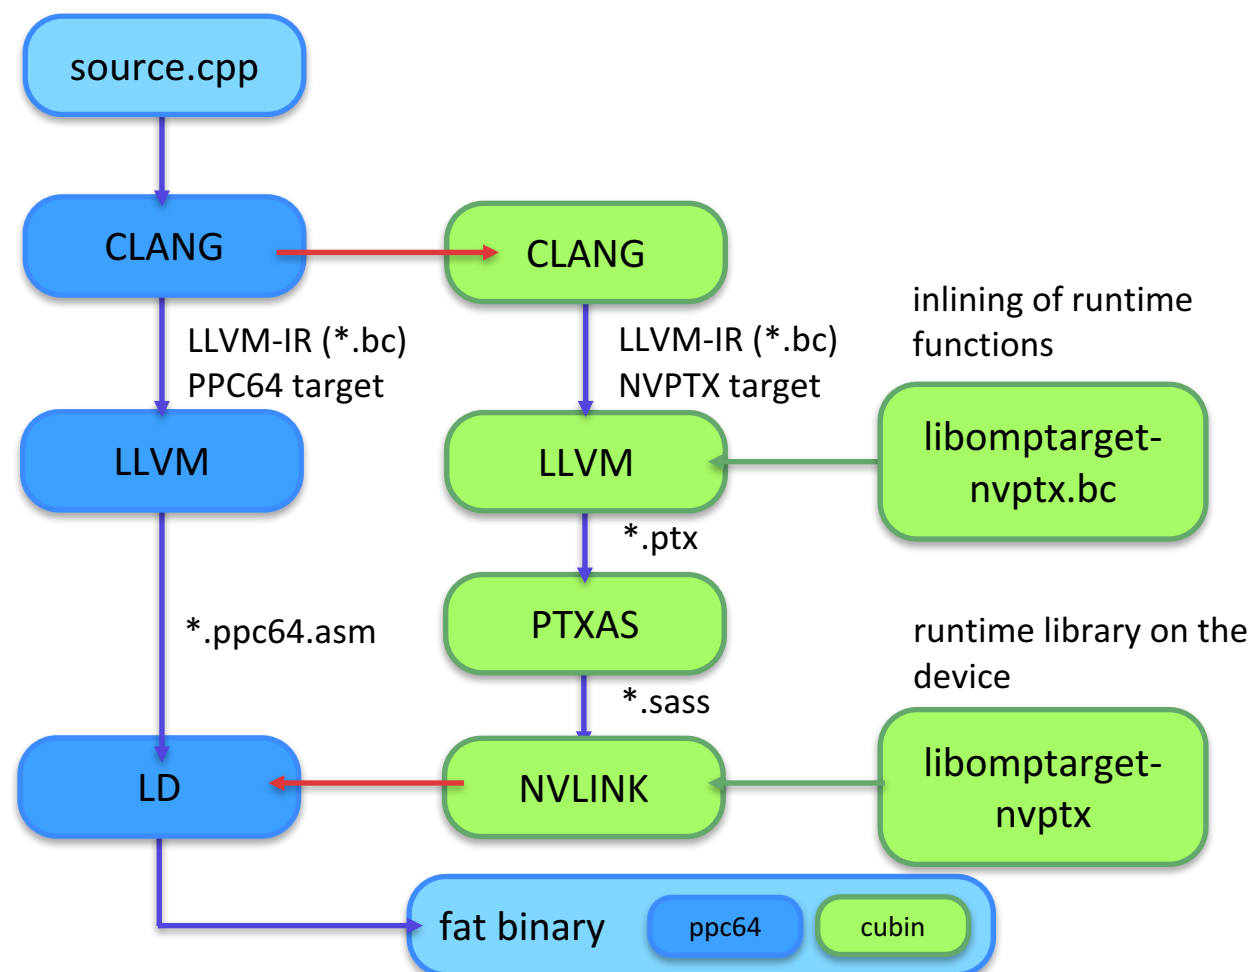 source.cpp
CLANG
CLANG
LLVM-IR (*.bc)
PPC64 target
LLVM-IR (*.bc)
NVPTX target
inlining of runtime
functions
LLVM
LLVM
libomptarget-
nvptx.bc
*.ptx
*.ppc64.asm
PTXAS
runtime library on the
device
*.sass
LD
NVLINK
libomptarget-
nvptx
fat binary
ppc64
cubin